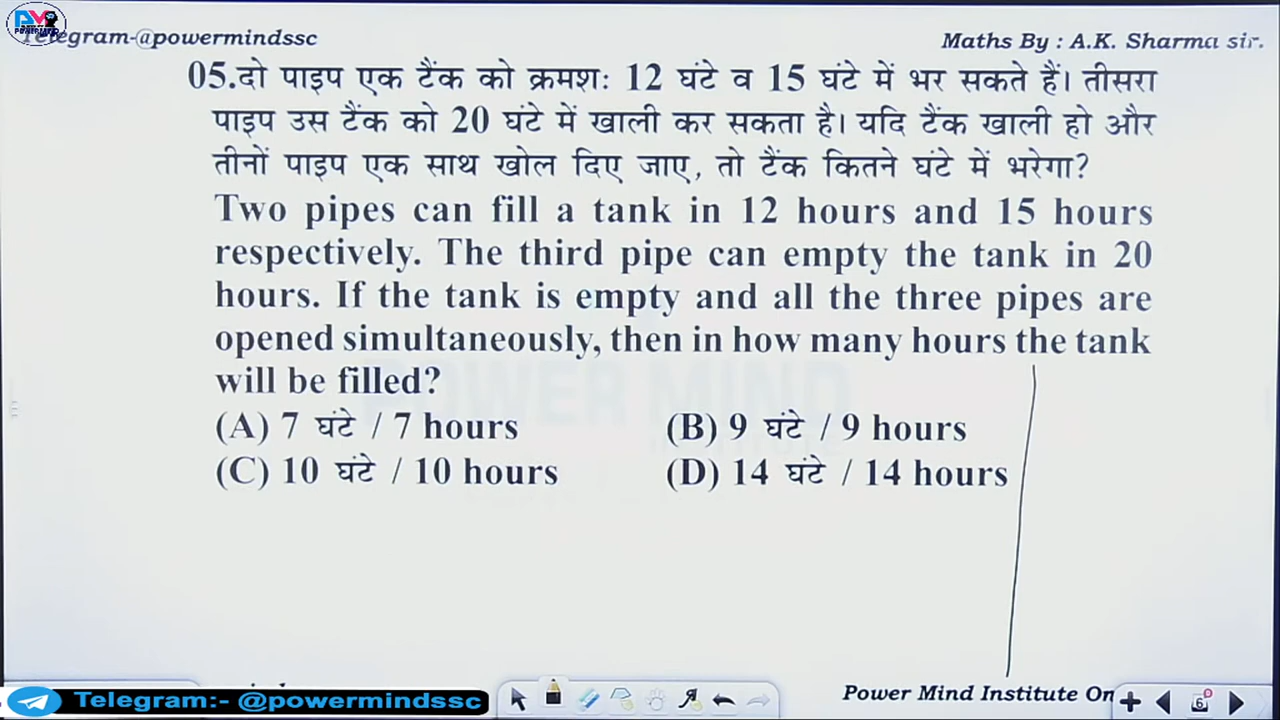 Telegram-@powermindssc
Maths By : A.K. Sharma sir.
05.दो पाइप एक टैंक को क्रमशः 12 घंटे व 15 घंटे में भर सकते हैं। तीसरा
पाइप उस टैंक को 20 घंटे में खाली कर सकता है। यदि टैंक खाली हो और
तीनों पाइप एक साथ खोल दिए जाए, तो टैंक कितने घंटे में भरेगा?
Two pipes can fill a tank in 12 hours and 15 hours
respectively. The third pipe can empty the tank in 20
hours. If the tank is empty and all the three pipes are
opened simultaneously, then in how many hours the tank
will be filled?
POWER MIND
(A) 7 घंटे / 7 hours
(B) 9 घंटे / 9 hours
(C) 10 घंटे / 10 hours
(D) 14 घंटे / 14 hours
Telegram:- @powermindssc
Power Mind Institute On
6